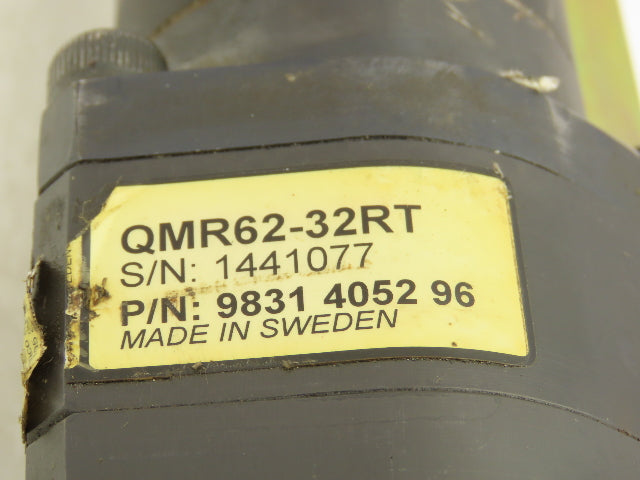 QMR62-32RT
S/N: 1441077
P/N: 9831 4052 96
MADE IN SWEDEN